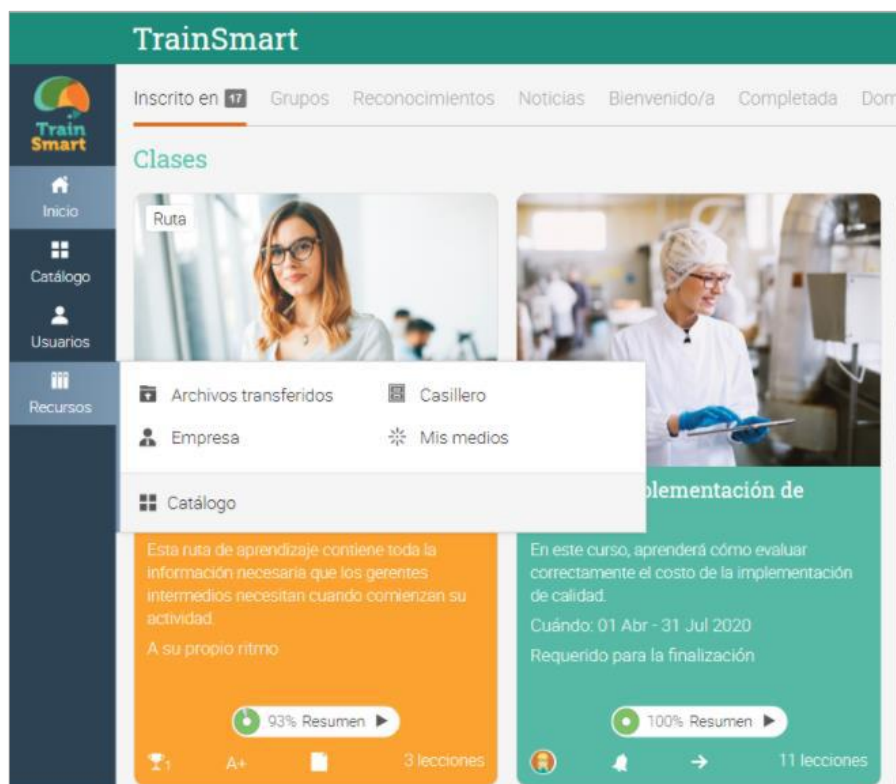 TrainSmart
Train
Smart
Inicio
Catálogo
Usuarios
Recursos
Inscrito en 17 Grupos Reconocimientos Noticias Bienvenido/a Completada Dom
Clases
Ruta
Archivos transferidos Casillero
Empresa Mis medios
Catálogo
Esta ruta de aprendizaje contiene toda la
información necesaria que los gerentes
intermedios necesitan cuando comienzan su
actividad.
A su propio ritmo
93% Resumen
1 A+ 3 lecciones
plementación de
En este curso, aprenderá cómo evaluar
correctamente el costo de la implementación
de calidad.
Cuándo: 01 Abr - 31 Jul 2020
Requerido para la finalización
100% Resumen
11 lecciones